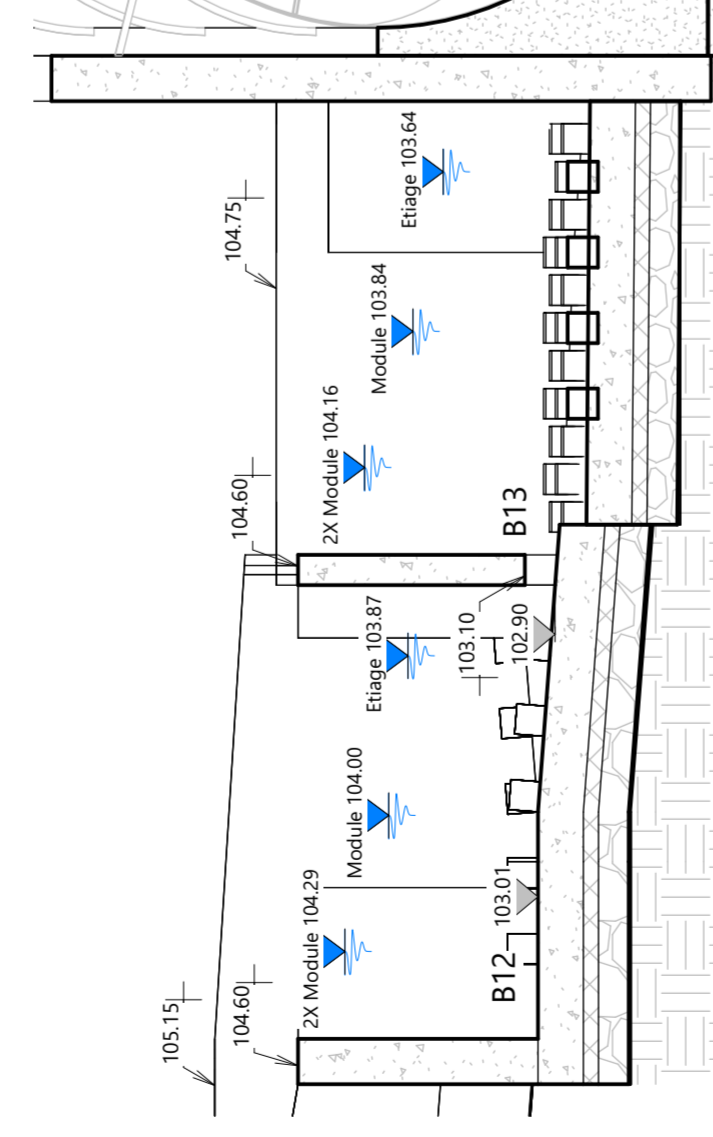 105.15
104.60
2X Module 104.29
Module 104.00
Etiage 103.87
B12
103.01
103.10
102.90
104.60
104.75
2X Module 104.16
Module 103.84
Etiage 103.64
B13